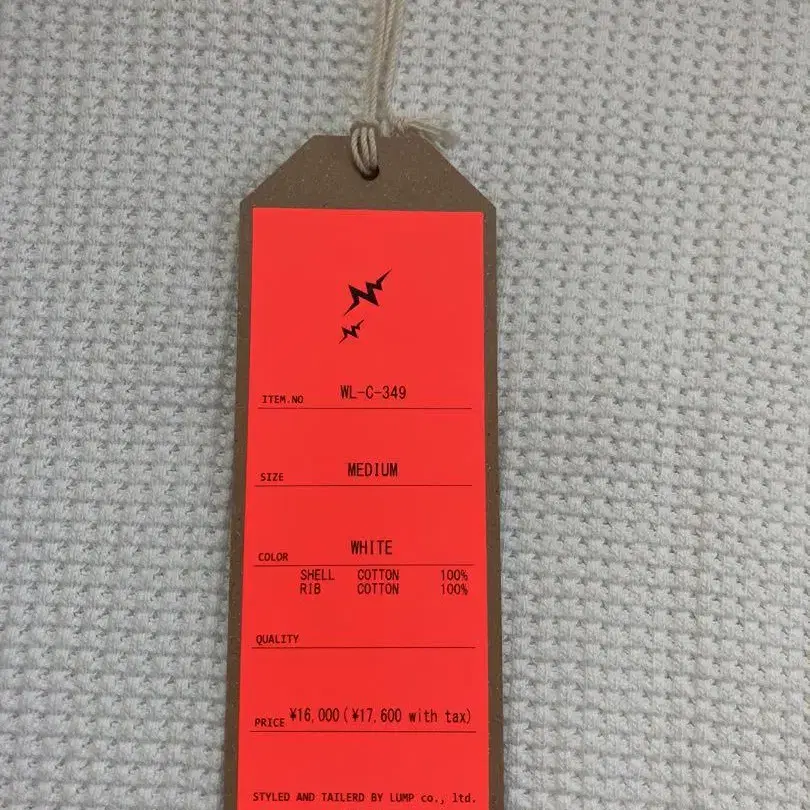 ITEM.NO WL-C-349
SIZE MEDIUM
COLOR WHITE
SHELL COTTON 100%
RIB COTTON 100%
QUALITY
PRICE ¥16,000(¥17,600 with tax)
STYLED AND TAILERD BY LUMP co., ltd.